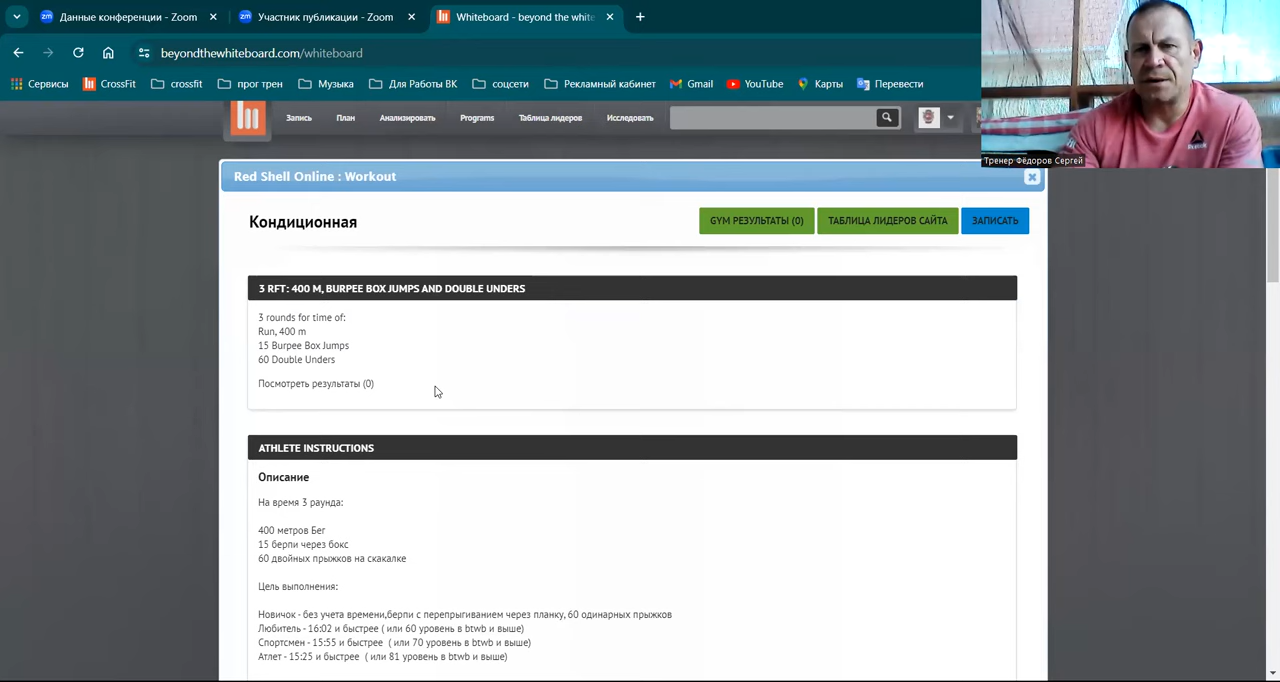 Данные конференции - Zoom
Участник публикации - Zoom
Whiteboard - beyond the white
beyondthewhiteboard.com/whiteboard
Сервисы
CrossFit
crossfit
прог трен
Музыка
Для Работы ВК
соцсети
Рекламный кабинет
Gmail
YouTube
Карты
Перевести
Запись
План
Анализировать
Programs
Таблица лидеров
Исследовать
Тренер Фёдоров Сергей
Red Shell Online : Workout
Кондиционная
GYM РЕЗУЛЬТАТЫ (0)
ТАБЛИЦА ЛИДЕРОВ САЙТА
ЗАПИСАТЬ
3 RFT: 400 M, BURPEE BOX JUMPS AND DOUBLE UNDERS
3 rounds for time of:
Run, 400 m
15 Burpee Box Jumps
60 Double Unders
Посмотреть результаты (0)
ATHLETE INSTRUCTIONS
Описание
На время 3 раунда:
400 метров Бег
15 берпи через бокс
60 двойных прыжков на скакалке
Цель выполнения:
Новичок - без учета времени,берпи с перепрыгиванием через планку, 60 одинарных прыжков
Любитель - 16:02 и быстрее ( или 60 уровень в btwb и выше)
Спортсмен - 15:55 и быстрее ( или 70 уровень в btwb и выше)
Атлет - 15:25 и быстрее ( или 81 уровень в btwb и выше)